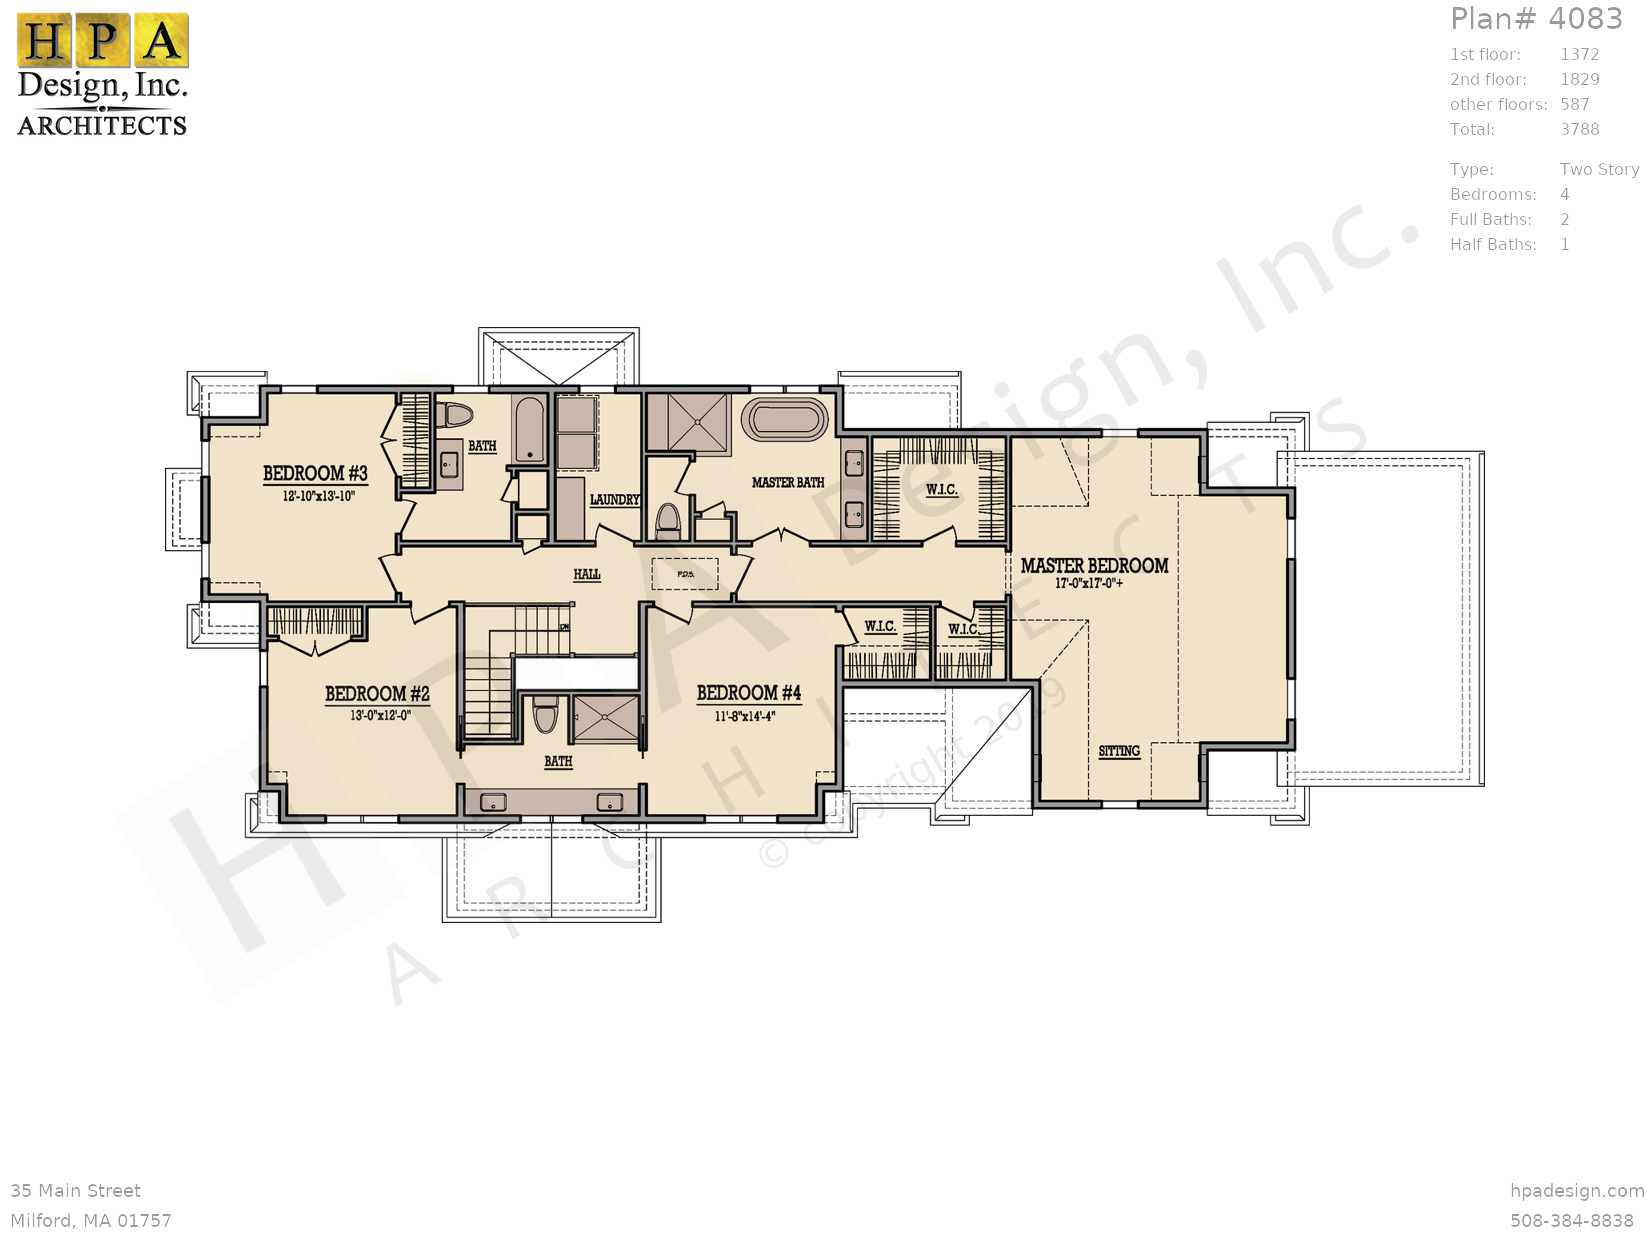 HPA
Design, Inc.
ARCHITECTS
Plan# 4083
1st floor: 1372
2nd floor: 1829
other floors: 587
Total: 3788
Type: Two Story
Bedrooms: 4
Full Baths: 2
Half Baths: 1
BEDROOM #3
12'-10"x13'-10"
BATH
LAUNDRY
MASTER BATH
W.I.C.
MASTER BEDROOM
17'-0"x17'-0"+
HALL
P.D.S.
DN
W.I.C.
W.I.C.
BEDROOM #2
13'-0"x12'-0"
BEDROOM #4
11'-8"x14'-4"
BATH
SITTING
HPA Design, Inc.
ARCHITECTS
© Copyright 2019
35 Main Street
Milford, MA 01757
hpadesign.com
508-384-8838